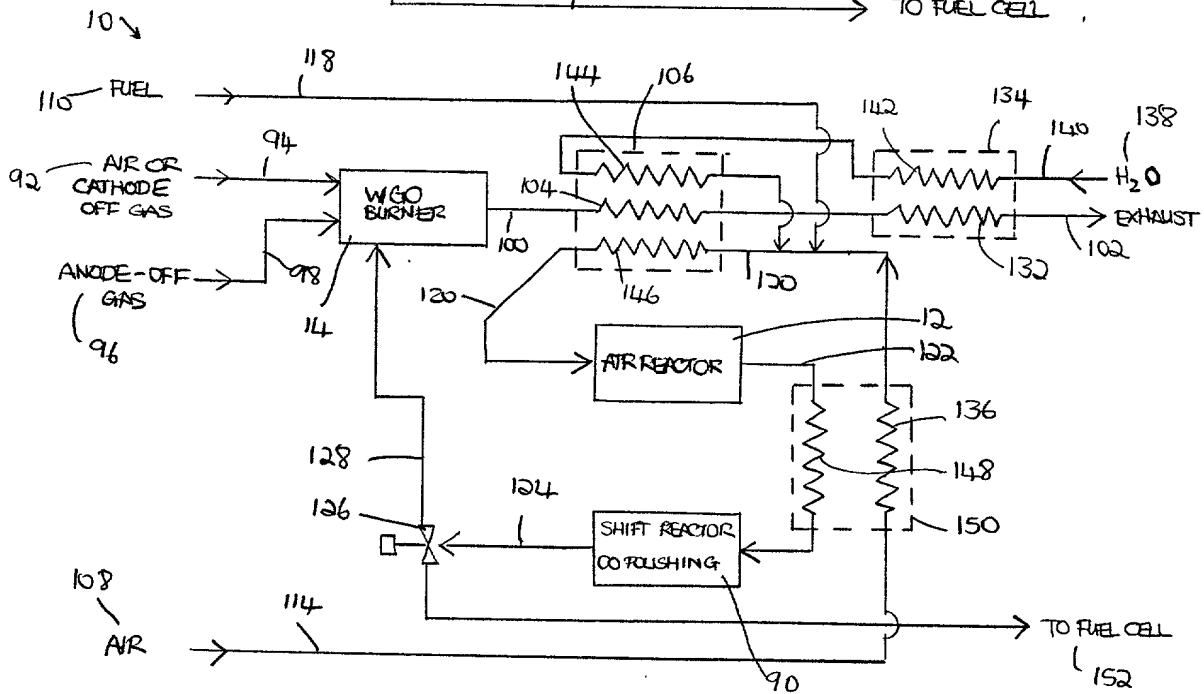 TO FUEL CELL
10
118
144
106
110
FUEL
142
134
138
140
H2O
94
92
AIR OR
CATHODE
OFF GAS
WGO
BURNER
104
100
EXHAUST
102
132
98
ANODE-OFF
GAS
96
14
120
146
120
12
ATR REACTOR
122
136
148
150
128
126
124
SHIFT REACTOR
CO POLISHING
90
108
AIR
114
TO FUEL CELL
152